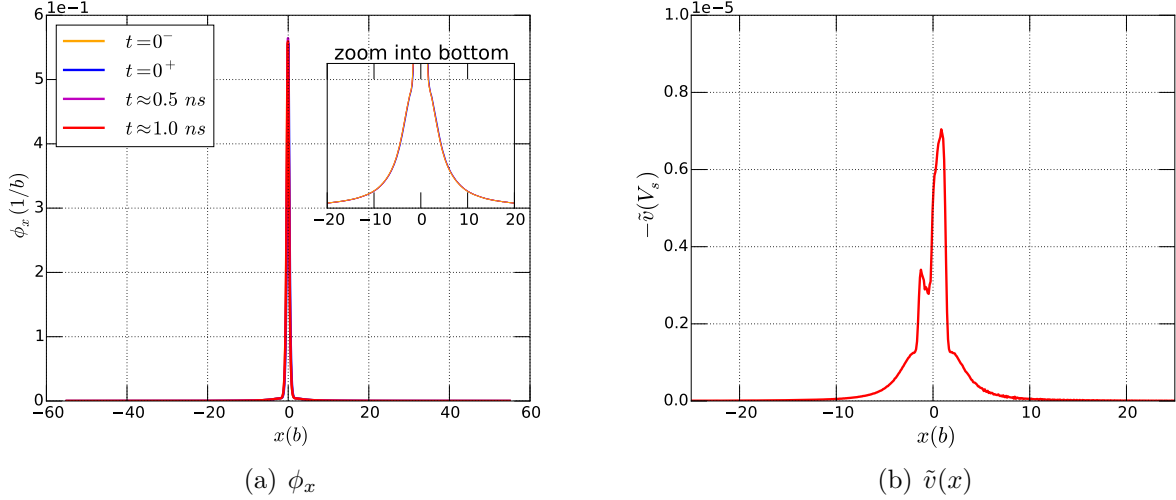 6 1e−1
t=0⁻
t=0⁺
t≈0.5 ns
t≈1.0 ns
zoom into bottom
−20 −10 0 10 20
5
4
3
2
1
0
ϕₓ (1/b)
−60 −40 −20 0 20 40 60
x(b)
(a) ϕₓ
1.0 1e−5
0.8
0.6
0.4
0.2
0.0
−ṽ(Vₛ)
−20 −10 0 10 20
x(b)
(b) ṽ(x)